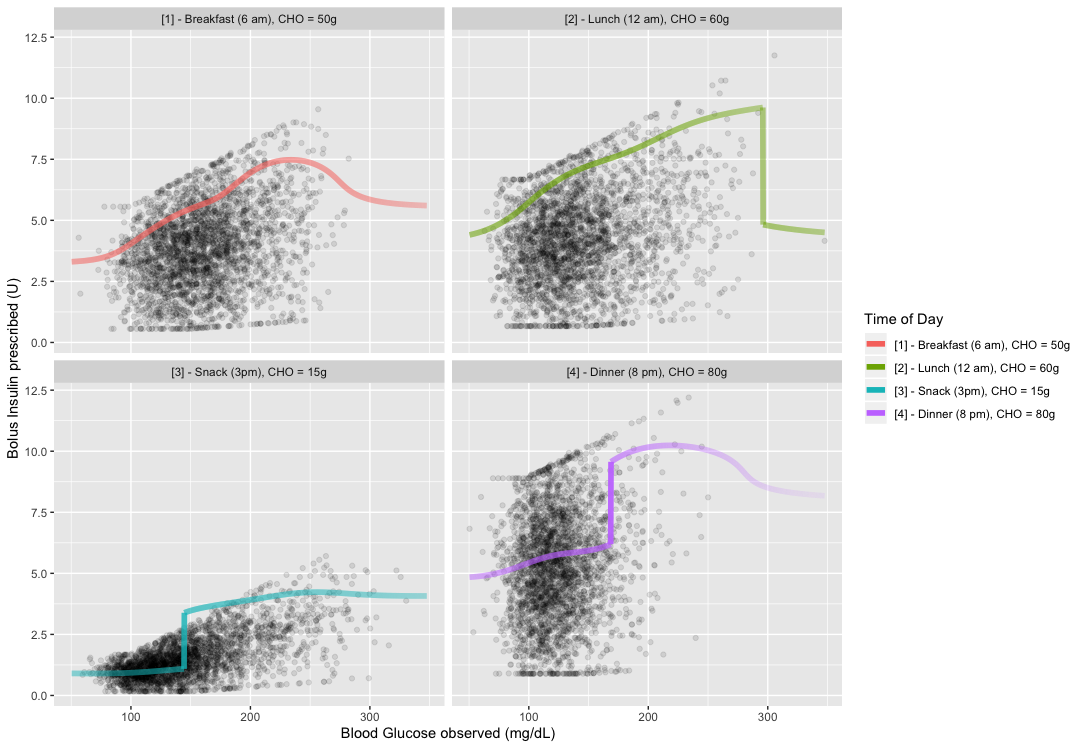 [1] - Breakfast (6 am), CHO = 50g
[2] - Lunch (12 am), CHO = 60g
12.5
10.0
7.5
5.0
2.5
0.0
[3] - Snack (3pm), CHO = 15g
[4] - Dinner (8 pm), CHO = 80g
12.5
10.0
7.5
5.0
2.5
0.0
100
200
300
100
200
300
Blood Glucose observed (mg/dL)
Bolus Insulin prescribed (U)
Time of Day
[1] - Breakfast (6 am), CHO = 50g
[2] - Lunch (12 am), CHO = 60g
[3] - Snack (3pm), CHO = 15g
[4] - Dinner (8 pm), CHO = 80g